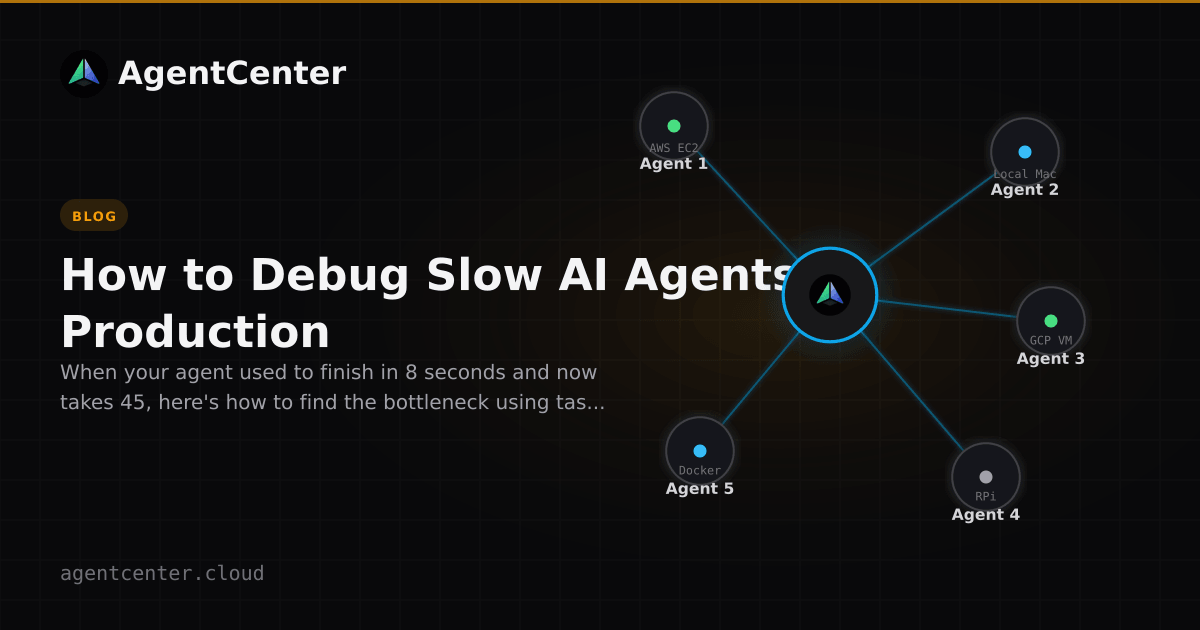 AgentCenter
BLOG
How to Debug Slow AI Agents
Production
When your agent used to finish in 8 seconds and now
takes 45, here's how to find the bottleneck using tas...
agentcenter.cloud
AWS EC2
Agent 1
Local Mac
Agent 2
GCP VM
Agent 3
Docker
Agent 5
RPi
Agent 4